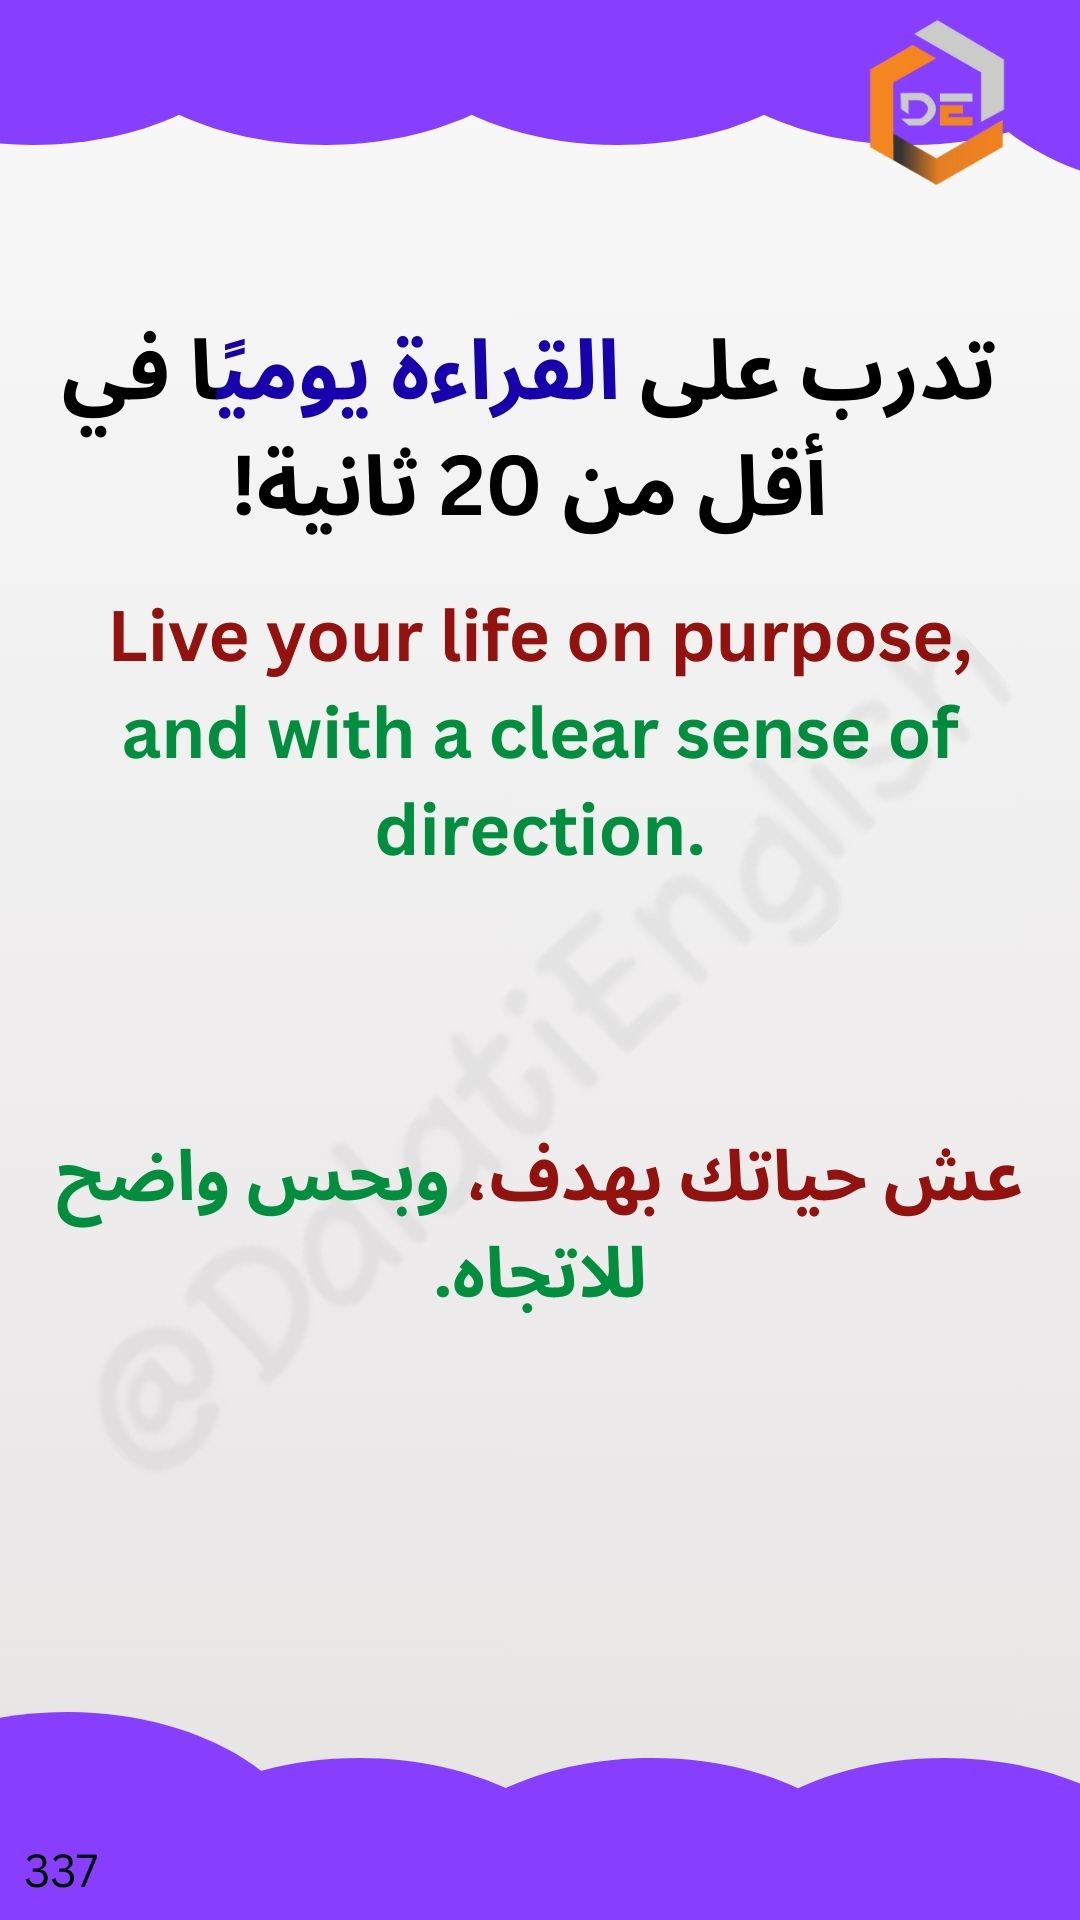 DE
تدرب على القراءة يوميًا في
أقل من 20 ثانية!
Live your life on purpose,
and with a clear sense of
direction.
@DalatiEnglish
عش حياتك بهدف، وبحس واضح
للاتجاه.
337